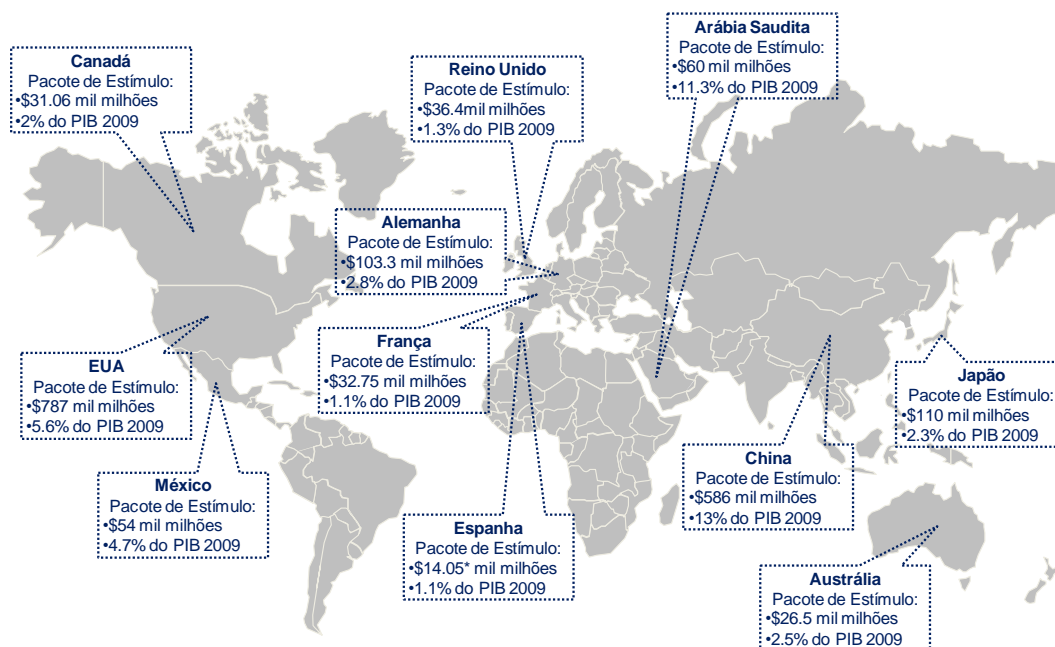 Canadá
Pacote de Estímulo:
•$31.06 mil milhões
•2% do PIB 2009
Reino Unido
Pacote de Estímulo:
•$36.4mil milhões
•1.3% do PIB 2009
Arábia Saudita
Pacote de Estímulo:
•$60 mil milhões
•11.3% do PIB 2009
Alemanha
Pacote de Estímulo:
•$103.3 mil milhões
•2.8% do PIB 2009
França
Pacote de Estímulo:
•$32.75 mil milhões
•1.1% do PIB 2009
EUA
Pacote de Estímulo:
•$787 mil milhões
•5.6% do PIB 2009
Japão
Pacote de Estímulo:
•$110 mil milhões
•2.3% do PIB 2009
México
Pacote de Estímulo:
•$54 mil milhões
•4.7% do PIB 2009
China
Pacote de Estímulo:
•$586 mil milhões
•13% do PIB 2009
Espanha
Pacote de Estímulo:
•$14.05* mil milhões
•1.1% do PIB 2009
Austrália
Pacote de Estímulo:
•$26.5 mil milhões
•2.5% do PIB 2009